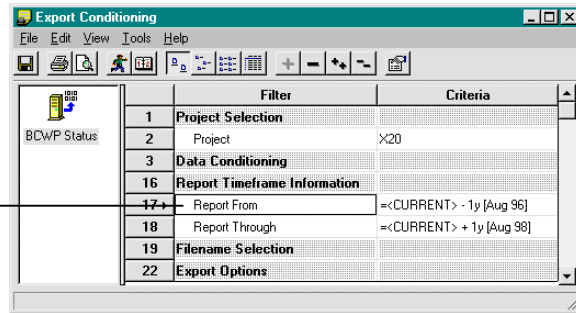 Export Conditioning
File Edit View Tools Help
Filter Criteria
BCWP Status
1 Project Selection
2 Project X20
3 Data Conditioning
16 Report Timeframe Information
17 Report From =<CURRENT> - 1y [Aug 96]
18 Report Through =<CURRENT> + 1y [Aug 98]
19 Filename Selection
22 Export Options